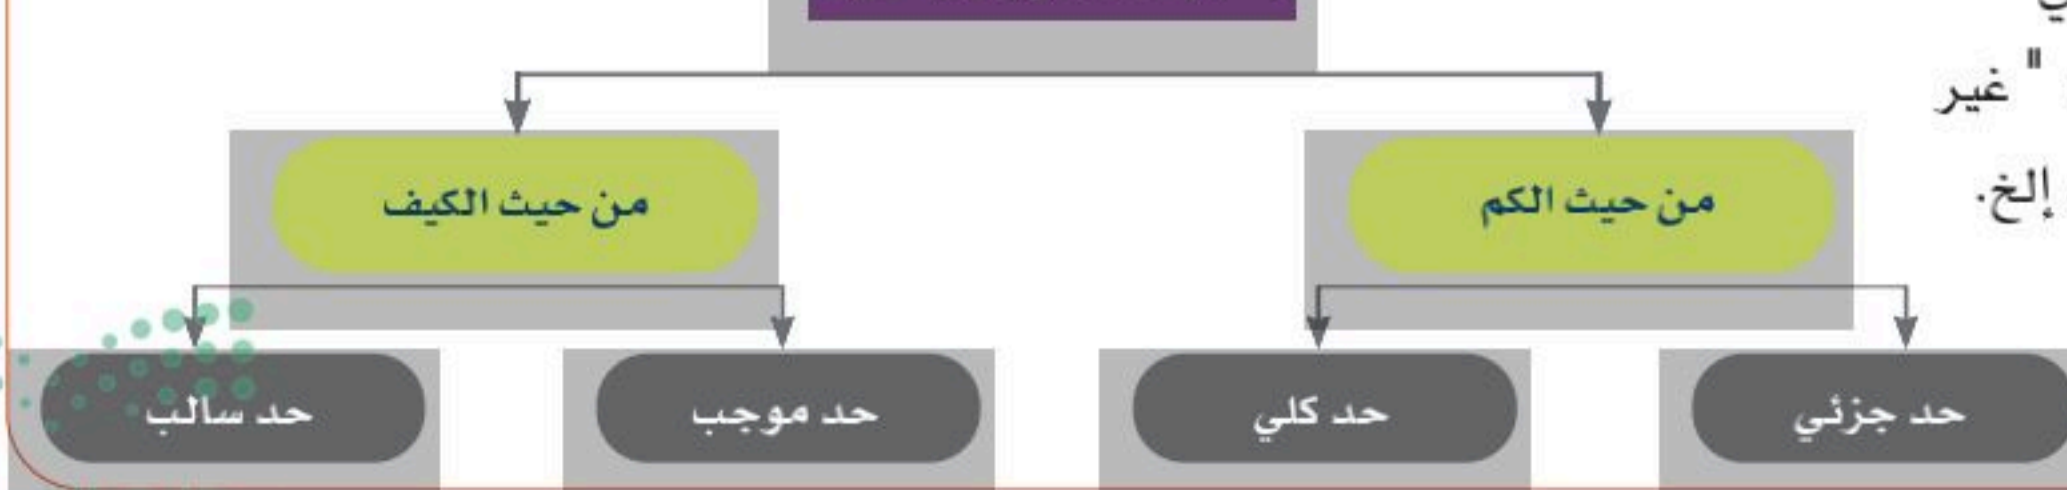 " غير
إلخ.
من حيث الكم
من حيث الكيف
حد جزئي
حد كلي
حد موجب
حد سالب